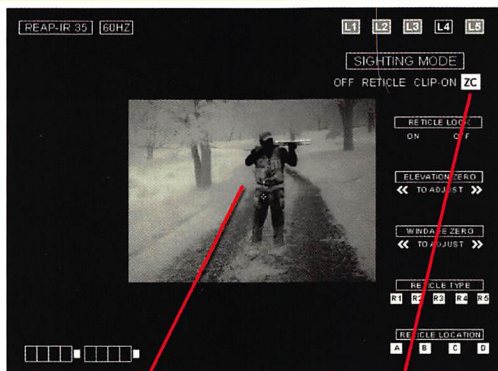 REAP-IR 35 60HZ L1 L2 L3 L4 L5
SIGHTING MODE
OFF RETICLE CLIP-ON ZC
RETICLE LOCK
ON OFF
ELEVATION ZERO
« TO ADJUST »
WINDAGE ZERO
« TO ADJUST »
RETICLE TYPE
R1 R2 R3 R4 R5
RETICLE LOCATION
A B C D